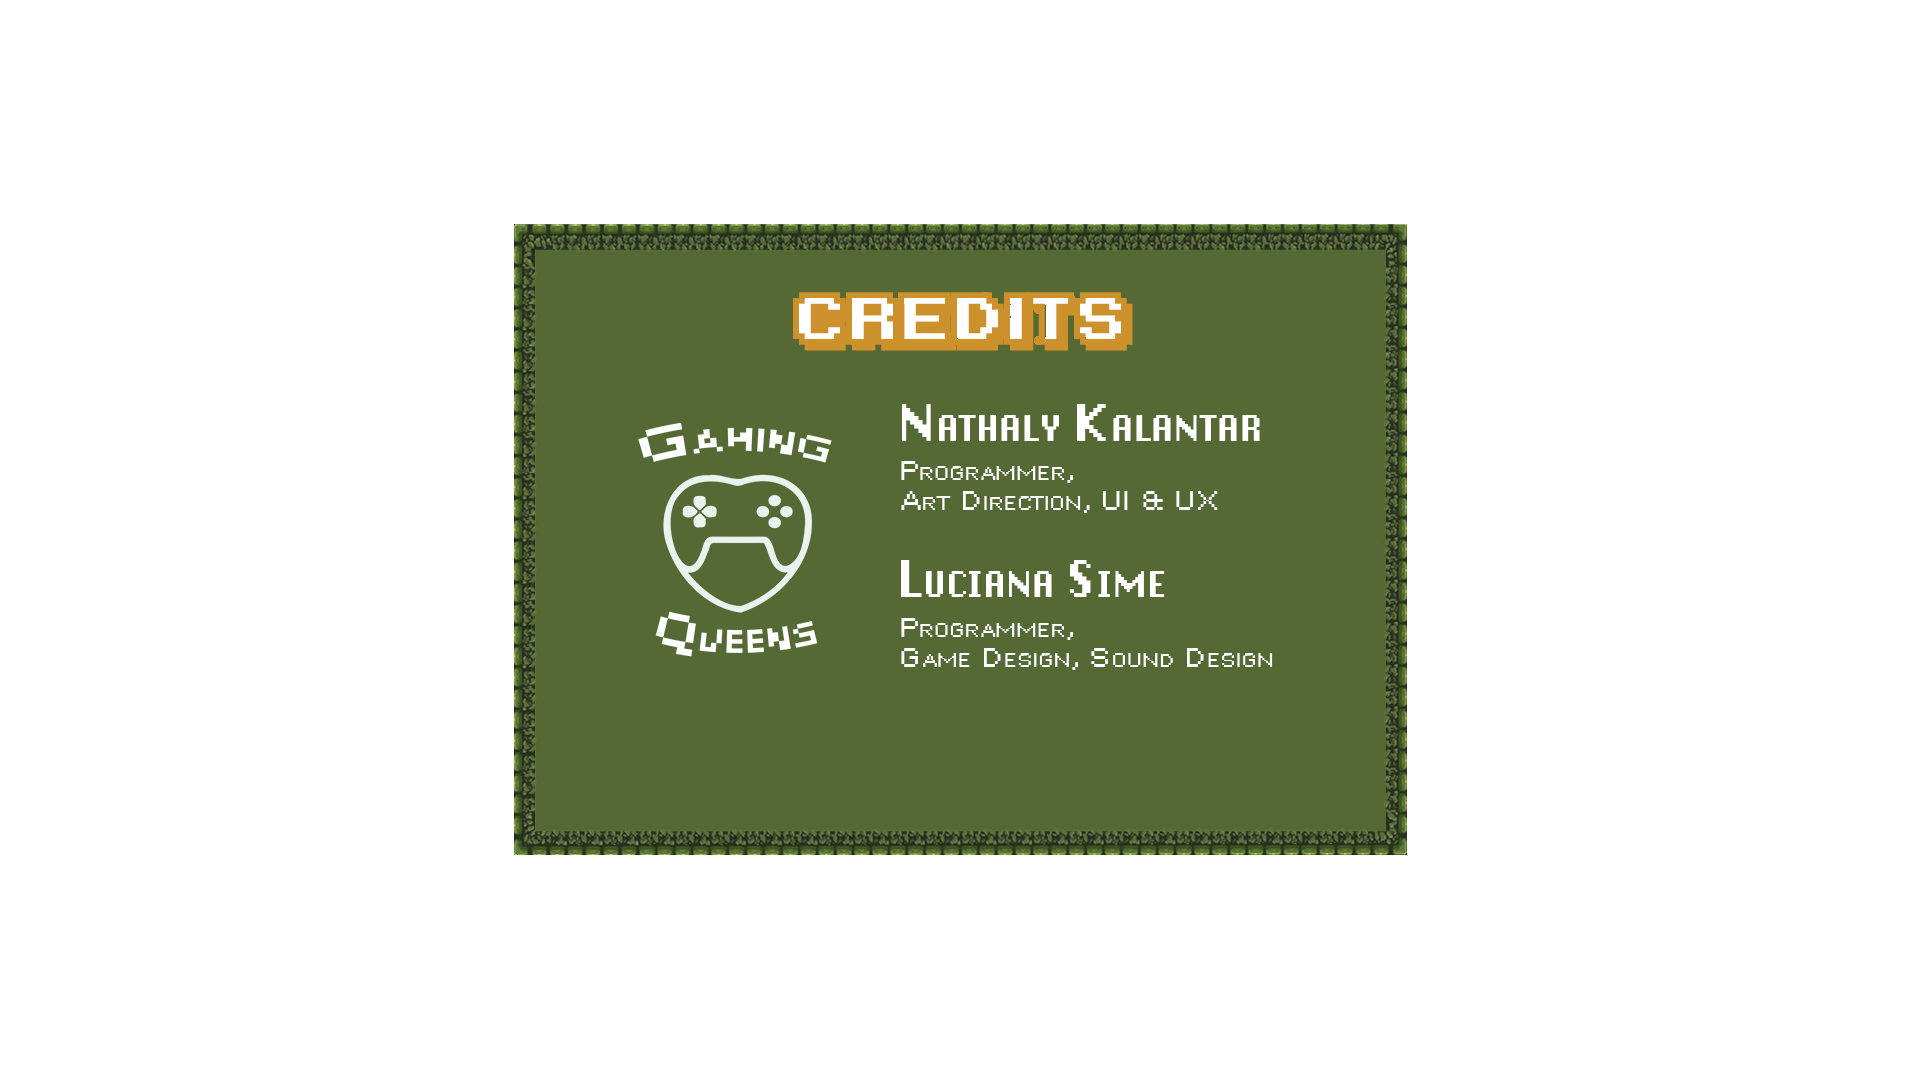 CREDITS
Gaming
Queens
Nathaly Kalantar
Programmer,
Art Direction, UI & UX
Luciana Sime
Programmer,
Game Design, Sound Design